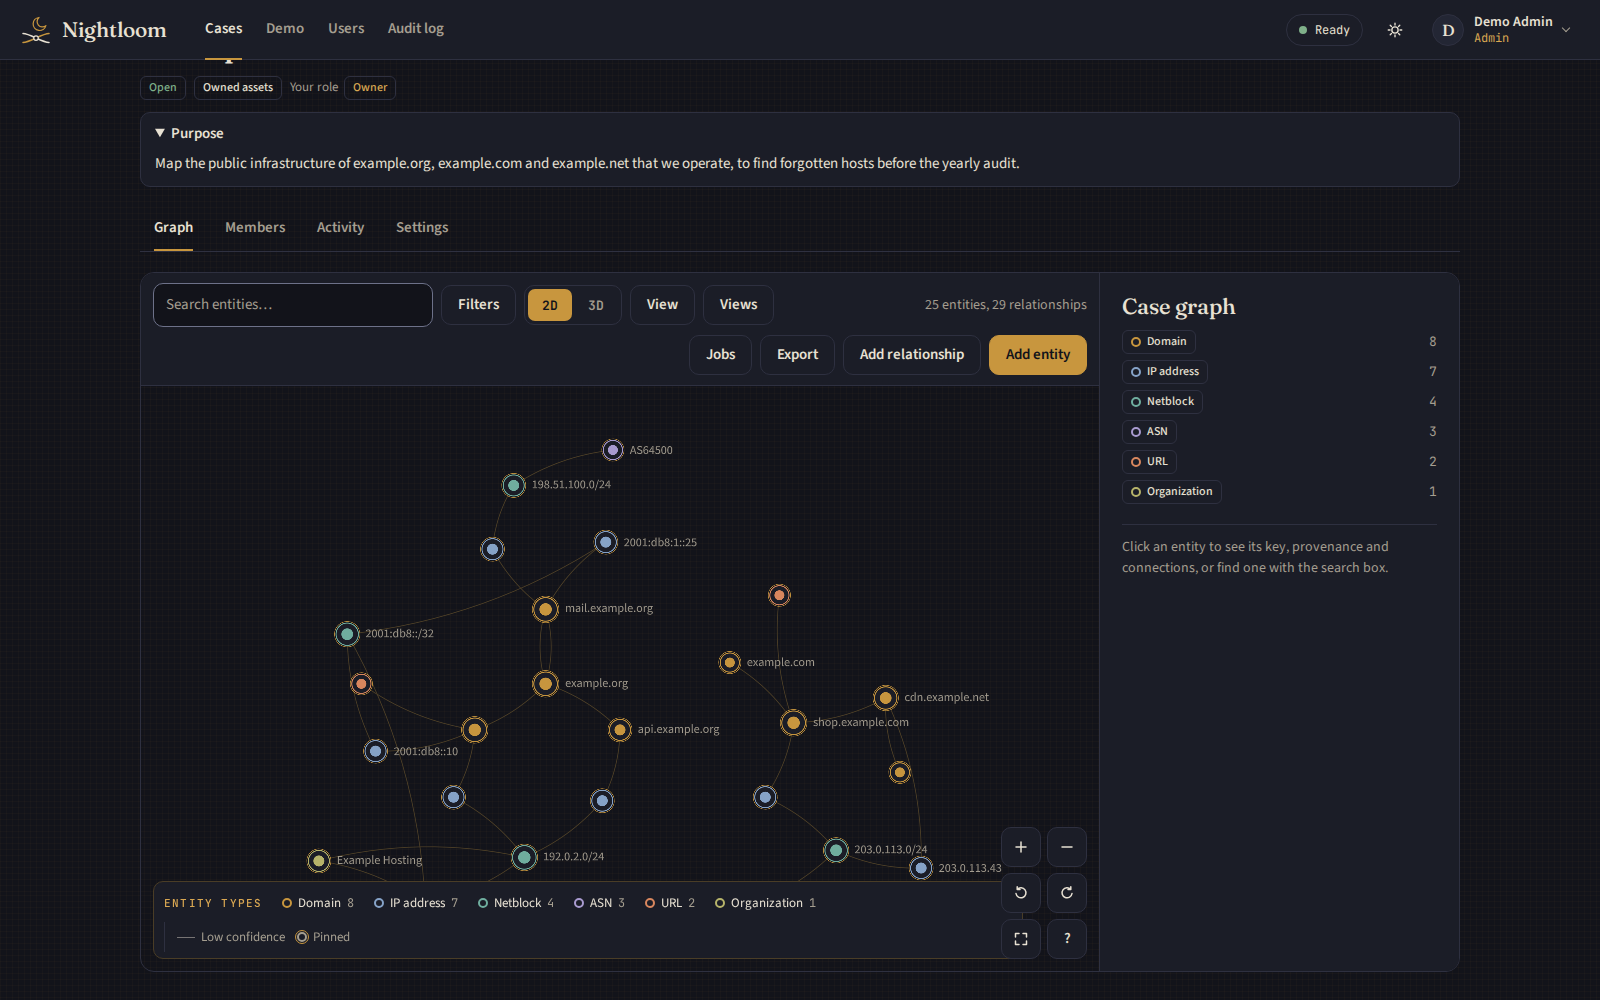 Nightloom
Cases Demo Users Audit log
Ready
D
Demo Admin
Admin
Open Owned assets Your role Owner
Purpose
Map the public infrastructure of example.org, example.com and example.net that we operate, to find forgotten hosts before the yearly audit.
Graph Members Activity Settings
Search entities…
Filters 2D 3D View Views
25 entities, 29 relationships
Jobs Export Add relationship Add entity
AS64500
198.51.100.0/24
2001:db8:1::25
mail.example.org
2001:db8::/32
example.com
example.org
cdn.example.net
shop.example.com
api.example.org
2001:db8::10
203.0.113.0/24
192.0.2.0/24
Example Hosting
203.0.113.43
ENTITY TYPES Domain 8 IP address 7 Netblock 4 ASN 3 URL 2 Organization 1
Low confidence Pinned
+ −
?
Case graph
Domain 8
IP address 7
Netblock 4
ASN 3
URL 2
Organization 1
Click an entity to see its key, provenance and
connections, or find one with the search box.